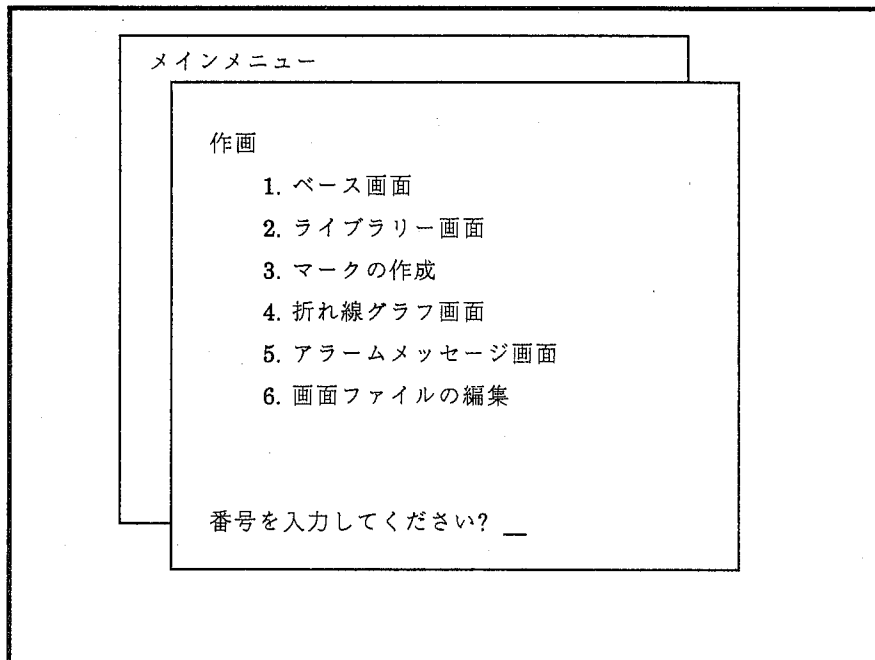 メインメニュー
作画
1. ベース画面
2. ライブラリー画面
3. マークの作成
4. 折れ線グラフ画面
5. アラームメッセージ画面
6. 画面ファイルの編集
番号を入力してください? _